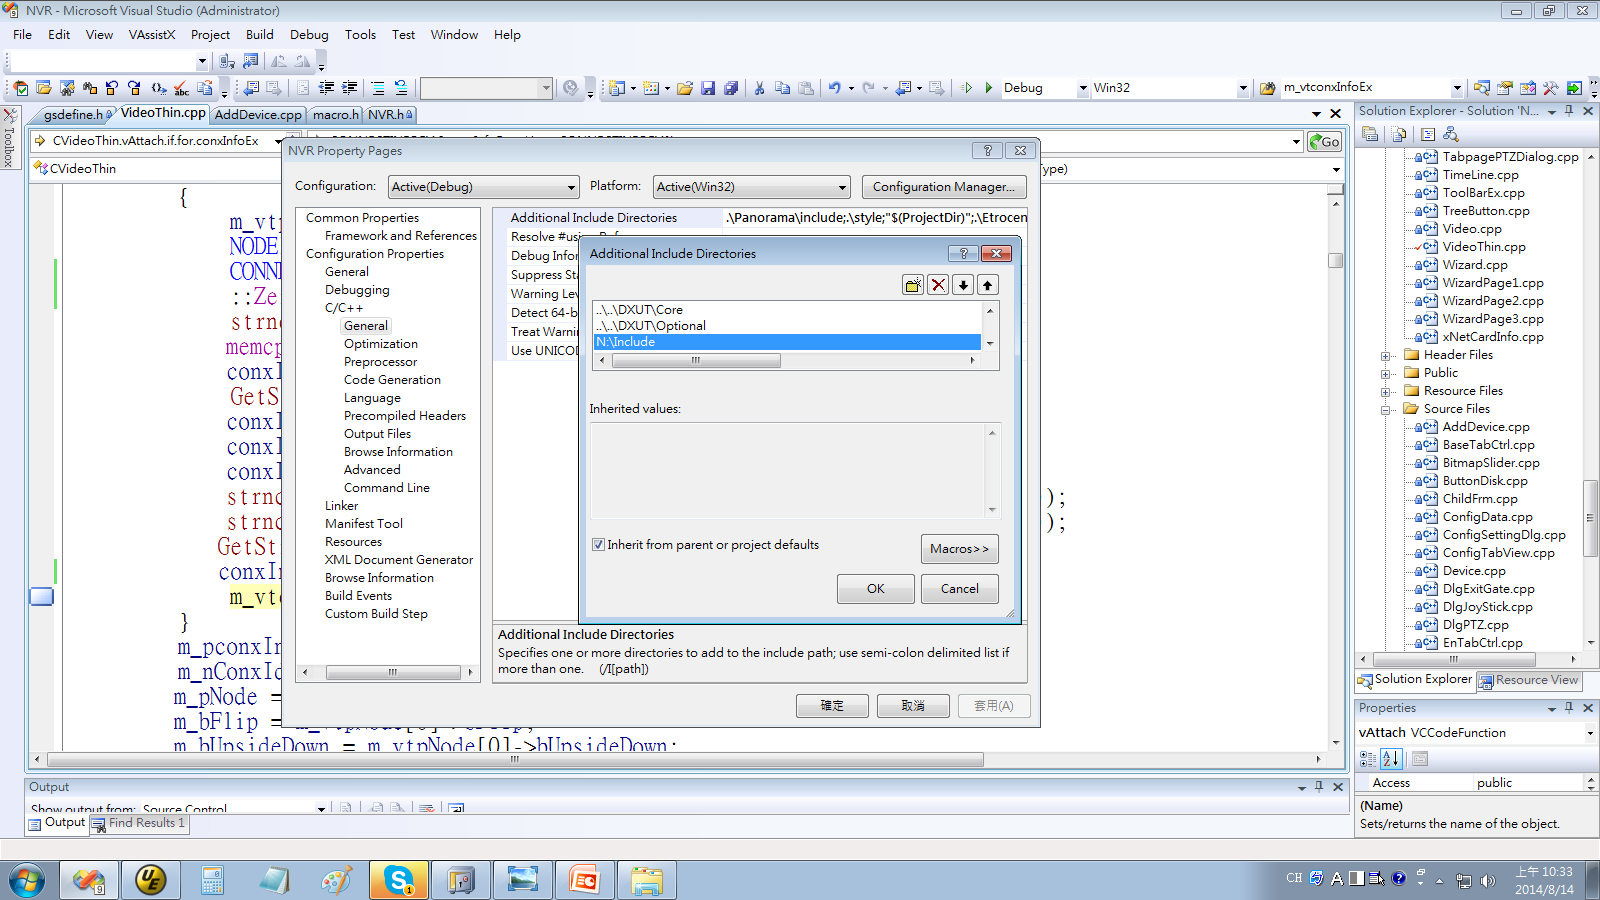 NVR - Microsoft Visual Studio (Administrator)
File Edit View VAssistX Project Build Debug Tools Test Window Help
Debug Win32 m_vtconxInfoEx
gsdefine.h VideoThin.cpp AddDevice.cpp macro.h NVR.h
CVideoThin.vAttach.if.for.conxInfoEx
Go
CVideoThin
Toolbox
{
m_vtp
NODE
CONN
::Ze
strnc
memcp
conxI
GetS
conxI
conxI
conxI
strnc );
strnc );
GetSt
conxI
m_vt
}
m_pconxIn
m_nConxId
m_pNode =
m_bFlip =
m_bUpsideDown = m_vtpNode[0]->bUpsideDown;
NVR Property Pages
Configuration: Active(Debug) Platform: Active(Win32) Configuration Manager...
Common Properties
Framework and References
Configuration Properties
General
Debugging
C/C++
General
Optimization
Preprocessor
Code Generation
Language
Precompiled Headers
Output Files
Browse Information
Advanced
Command Line
Linker
Manifest Tool
Resources
XML Document Generator
Browse Information
Build Events
Custom Build Step
Additional Include Directories .\Panorama\include;.\style;"$(ProjectDir)";.\Etrocen
Resolve #using
Debug Infor
Suppress Sta
Warning Lev
Detect 64-b
Treat Warni
Use UNICOD
Additional Include Directories
..\..\DXUT\Core
..\..\DXUT\Optional
N:\Include
Inherited values:
Inherit from parent or project defaults
Macros>>
OK Cancel
Additional Include Directories
Specifies one or more directories to add to the include path; use semi-colon delimited list if
more than one. (/I[path])
確定 取消 套用(A)
Solution Explorer - Solution 'N...
TabpagePTZDialog.cpp
TimeLine.cpp
ToolBarEx.cpp
TreeButton.cpp
Video.cpp
VideoThin.cpp
Wizard.cpp
WizardPage1.cpp
WizardPage2.cpp
WizardPage3.cpp
xNetCardInfo.cpp
Header Files
Public
Resource Files
Source Files
AddDevice.cpp
BaseTabCtrl.cpp
BitmapSlider.cpp
ButtonDisk.cpp
ChildFrm.cpp
ConfigData.cpp
ConfigSettingDlg.cpp
ConfigTabView.cpp
Device.cpp
DlgExitGate.cpp
DlgJoyStick.cpp
DlgPTZ.cpp
EnTabCtrl.cpp
Solution Explorer Resource View
Properties
vAttach VCCodeFunction
Access public
(Name)
Sets/returns the name of the object.
Output
Show output from: Source Control
Output Find Results 1
CH
上午 10:33
2014/8/14